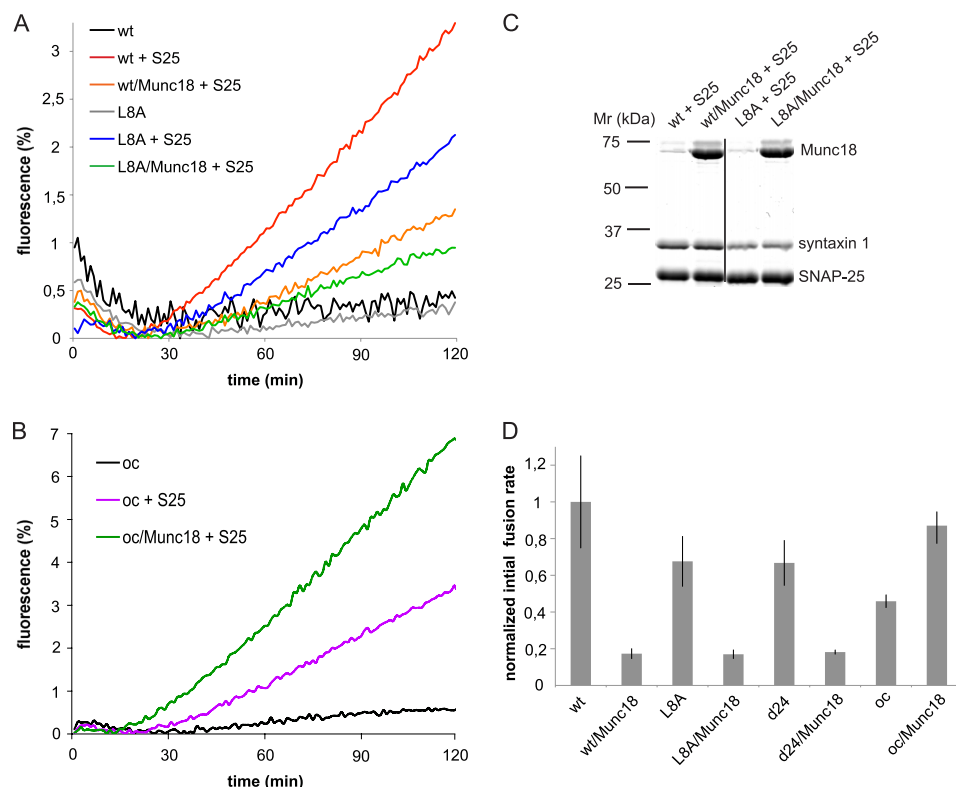 A
fluorescence (%)
3
2,5
2
1,5
1
0,5
0
wt
wt + S25
wt/Munc18 + S25
L8A
L8A + S25
L8A/Munc18 + S25
0 30 60 90 120
time (min)
C
Mr (kDa)
wt + S25
wt/Munc18 + S25
L8A + S25
L8A/Munc18 + S25
75
50
37
25
Munc18
syntaxin 1
SNAP-25
B
fluorescence (%)
7
6
5
4
3
2
1
0
oc
oc + S25
oc/Munc18 + S25
0 30 60 90 120
time (min)
D
normalized intial fusion rate
1,2
1
0,8
0,6
0,4
0,2
0
wt
wt/Munc18
L8A
L8A/Munc18
d24
d24/Munc18
oc
oc/Munc18